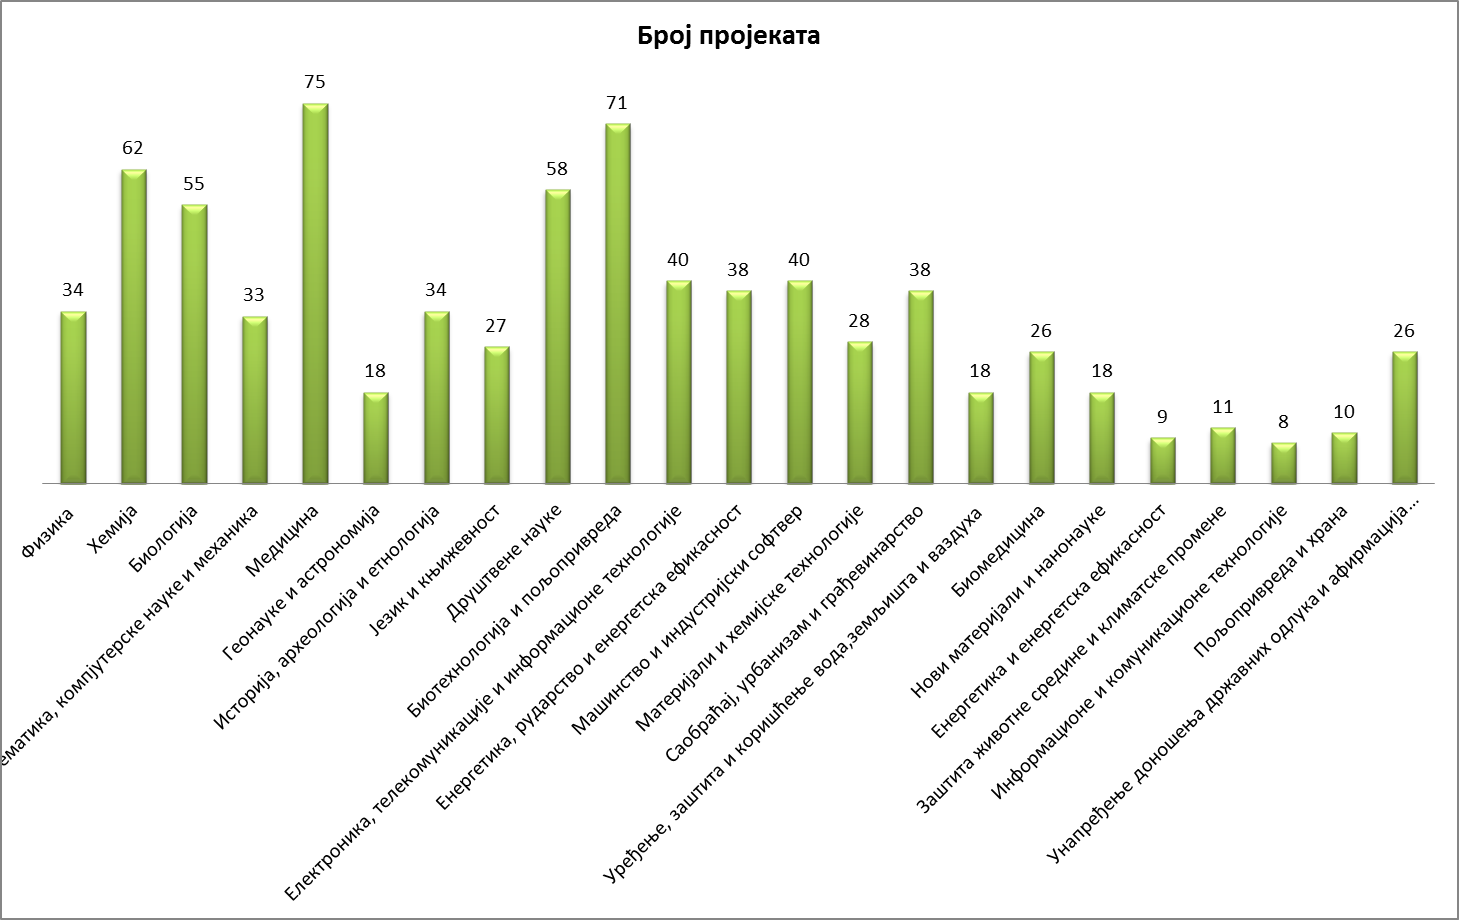 Број пројеката
75
71
62
58
55
40
40
38
38
34
34
33
28
27
26
26
18
18
18
11
10
9
8
Физика
Хемија
Биологија
ематика, компјутерске науке и механика
Медицина
Геонауке и астрономија
Историја, археологија и етнологија
Језик и књижевност
Друштвене науке
Биотехнологија и пољопривреда
Електроника, телекомуникације и информационе технологије
Енергетика, рударство и енергетска ефикасност
Машинство и индустријски софтвер
Материјали и хемијске технологије
Саобраћај, урбанизам и грађевинарство
Уређење, заштита и коришћење вода,земљишта и ваздуха
Биомедицина
Нови материјали и нанонауке
Енергетика и енергетска ефикасност
Заштита животне средине и климатске промене
Информационе и комуникационе технологије
Пољопривреда и храна
Унапређење доношења државних одлука и афирмација...